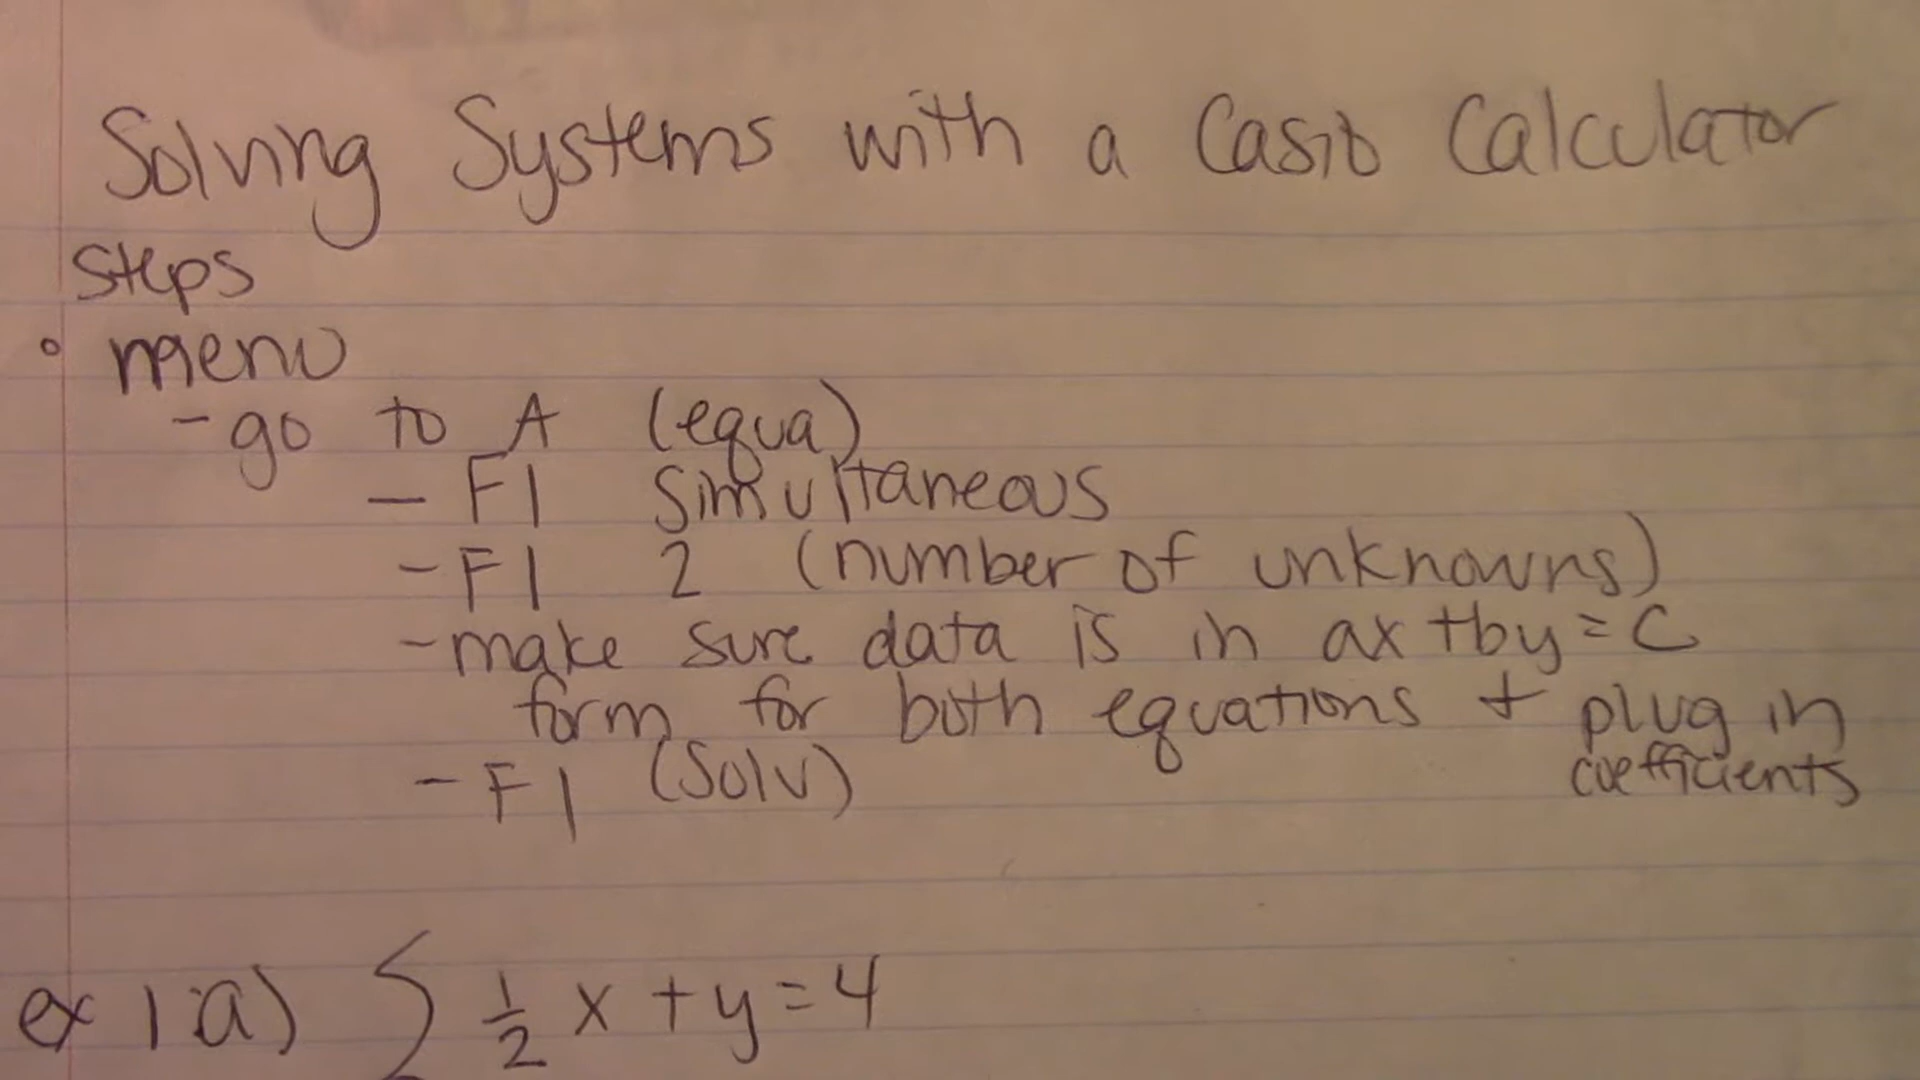 Solving Systems with a Casio Calculator
steps
• menu
- go to A (equa)
- F1 Simultaneous
- F1 2 (number of unknowns)
- make sure data is in ax + by = c
form for both equations + plug in
coefficients
- F1 (Solv)
ex 1 a) { 1/2 x + y = 4